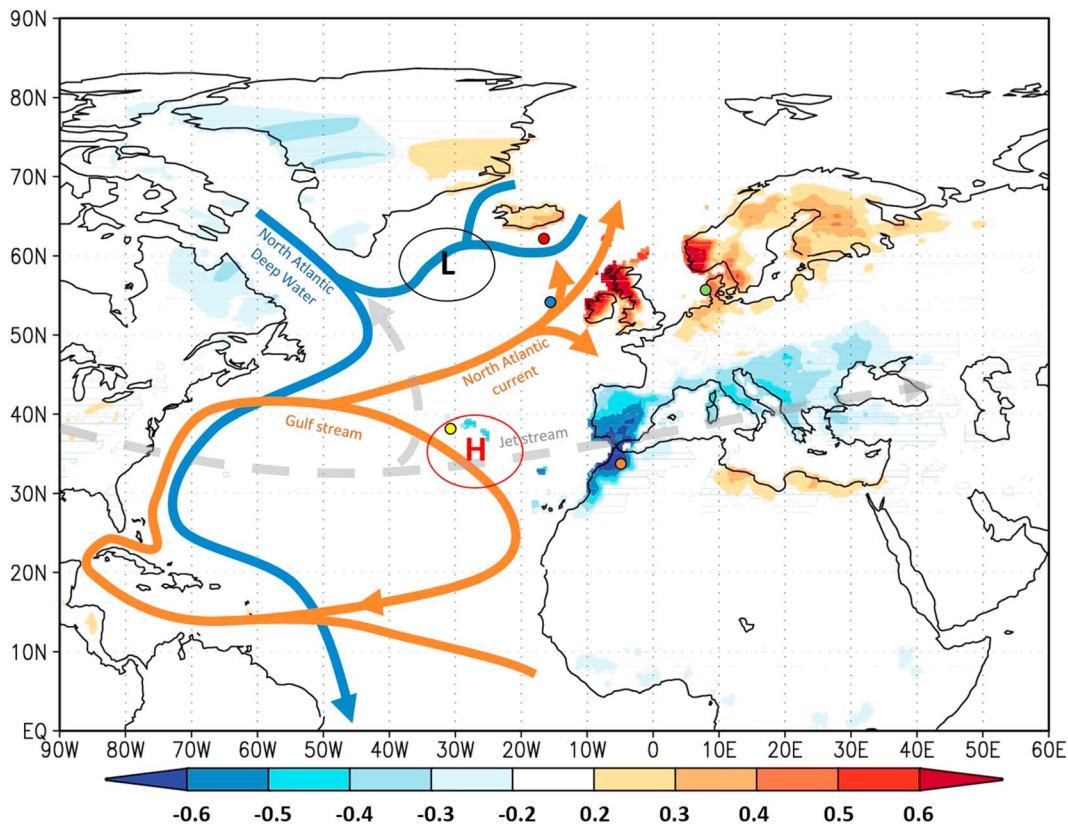 90N
80N
70N
60N
50N
40N
30N
20N
10N
EQ
North Atlantic
Deep Water
L
North Atlantic
current
Gulf stream
H
Jet stream
90W 80W 70W 60W 50W 40W 30W 20W 10W 0 10E 20E 30E 40E 50E 60E
-0.6 -0.5 -0.4 -0.3 -0.2 0.2 0.3 0.4 0.5 0.6